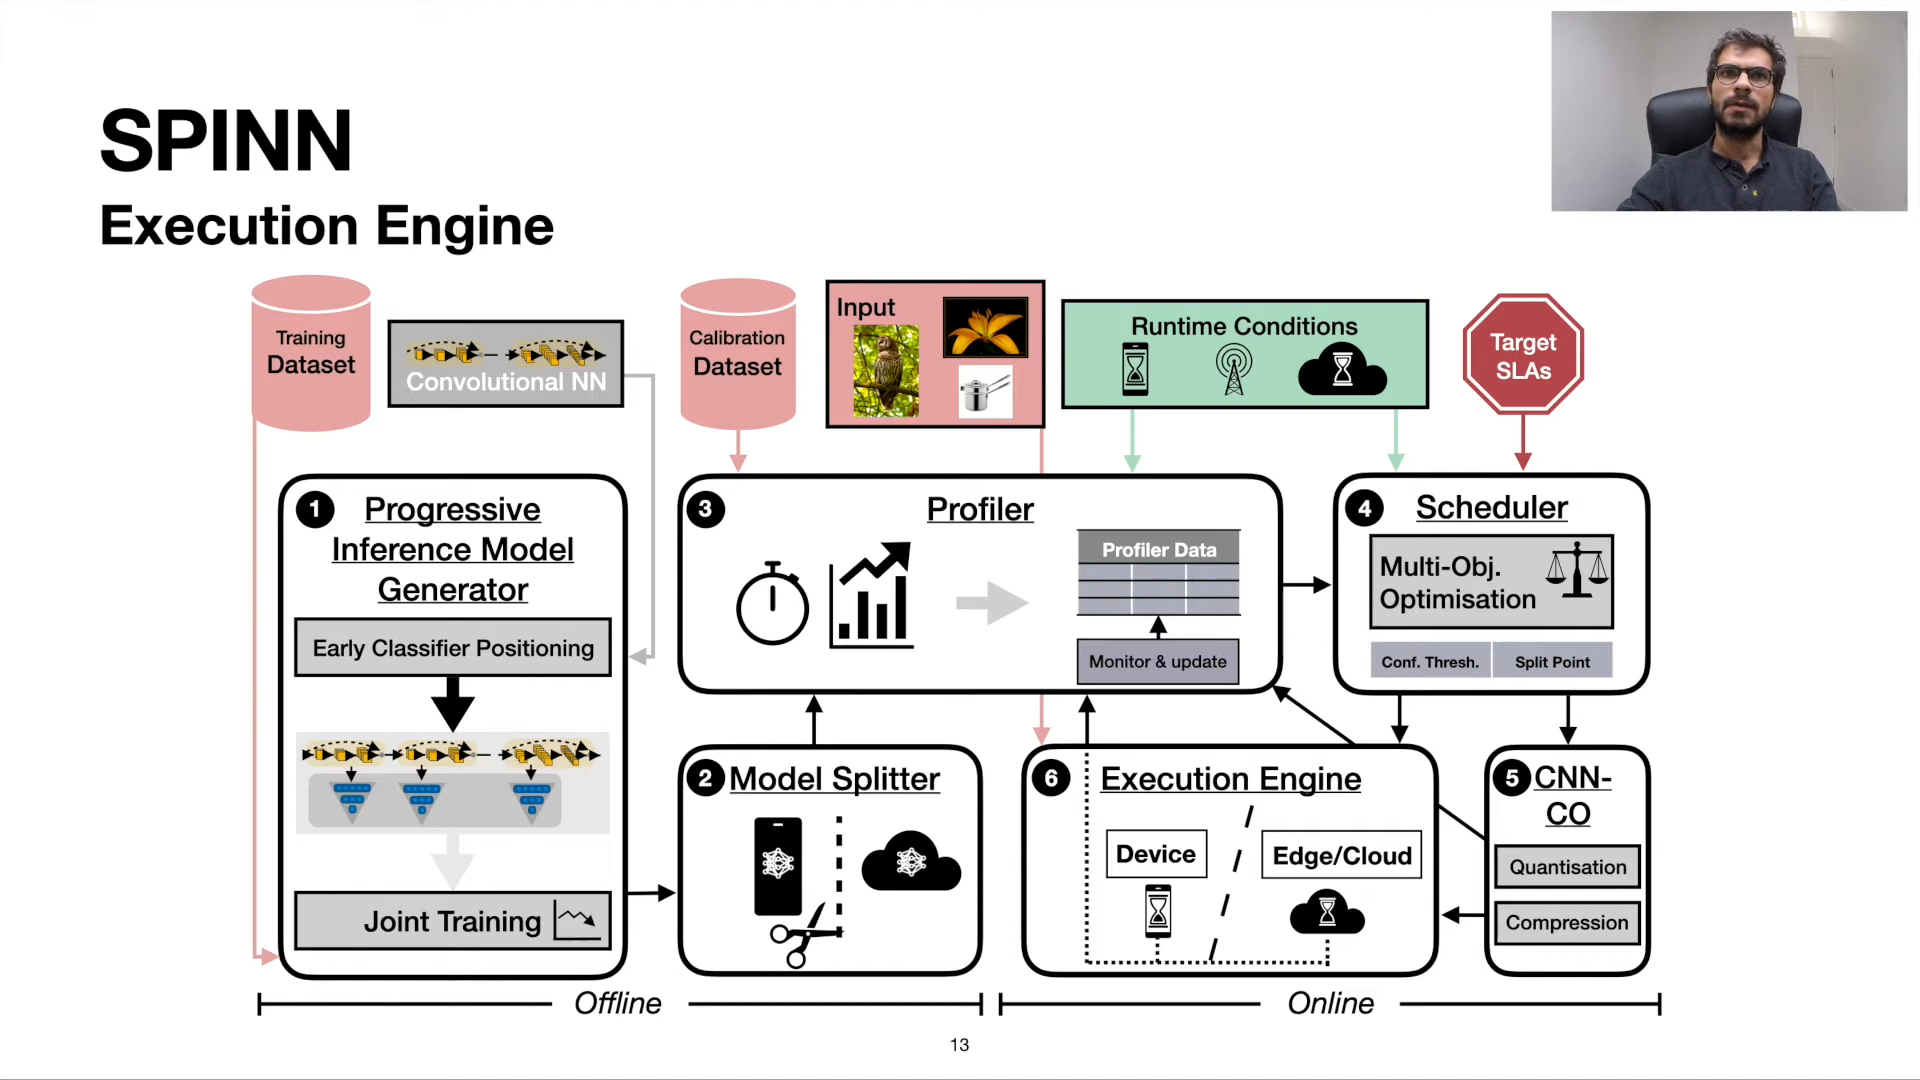 SPINN
Execution Engine
Training
Dataset
Convolutional NN
Calibration
Dataset
Input
Runtime Conditions
Target
SLAs
1
Progressive
Inference Model
Generator
Early Classifier Positioning
Joint Training
2
Model Splitter
3
Profiler
Profiler Data
Monitor & update
4
Scheduler
Multi-Obj.
Optimisation
Conf. Thresh.
Split Point
6
Execution Engine
Device
Edge/Cloud
5
CNN-
CO
Quantisation
Compression
Offline
Online
13